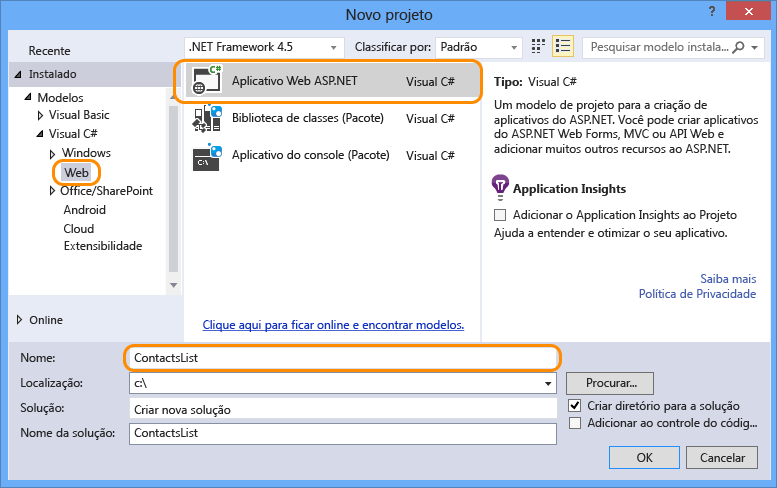 Novo projeto
?
Recente
.NET Framework 4.5
Classificar por:
Padrão
Pesquisar modelo instala...
Instalado
Modelos
Visual Basic
Visual C#
Windows
Web
Office/SharePoint
Android
Cloud
Extensibilidade
Online
C#
Aplicativo Web ASP.NET
Visual C#
Biblioteca de classes (Pacote)
Visual C#
C:\
Aplicativo do console (Pacote)
Visual C#
Clique aqui para ficar online e encontrar modelos.
Tipo: Visual C#
Um modelo de projeto para a criação de
aplicativos do ASP.NET. Você pode criar aplicativos
do ASP.NET Web Forms, MVC ou API Web e
adicionar muitos outros recursos ao ASP.NET.
Application Insights
Adicionar o Application Insights ao Projeto
Ajuda a entender e otimizar o seu aplicativo.
Saiba mais
Política de Privacidade
Nome:
ContactsList
Localização:
c:\
Procurar...
Solução:
Criar nova solução
Criar diretório para a solução
Adicionar ao controle do códig...
Nome da solução:
ContactsList
OK
Cancelar